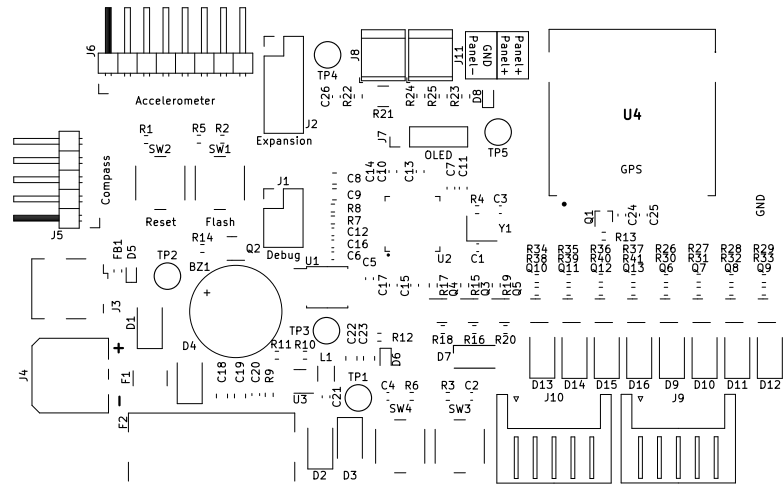 J6
Accelerometer
J2
Expansion
TP4
J8
J11
Panel-
GND
Panel+
Panel+
C26
R22
R21
R24
R25
R23
D8
J7
OLED
TP5
U4
GPS
GND
R1
SW2
R5
R2
SW1
Compass
J5
Reset
Flash
J1
Debug
C14
C10
C13
C7
C11
C8
C9
R8
R7
C12
C16
C6
R4
C3
Y1
C1
U2
Q1
C24
C25
R13
R14
Q2
BZ1
+
U1
C5
FB1
D5
TP2
J3
D1
C17
C15
R17
Q4
R15
Q3
R19
Q5
R18
R16
R20
R34
R35
R36
R37
R26
R27
R28
R29
R38
R39
R40
R41
R30
R31
R32
R33
Q10
Q11
Q12
Q13
Q6
Q7
Q8
Q9
TP3
C22
C23
R12
D6
D7
J4
+
-
F1
D4
R11
R10
L1
U3
C18
C19
C20
R9
C21
TP1
C4
R6
SW4
R3
C2
SW3
D13
D14
D15
D16
D9
D10
D11
D12
J10
J9
F2
D2
D3